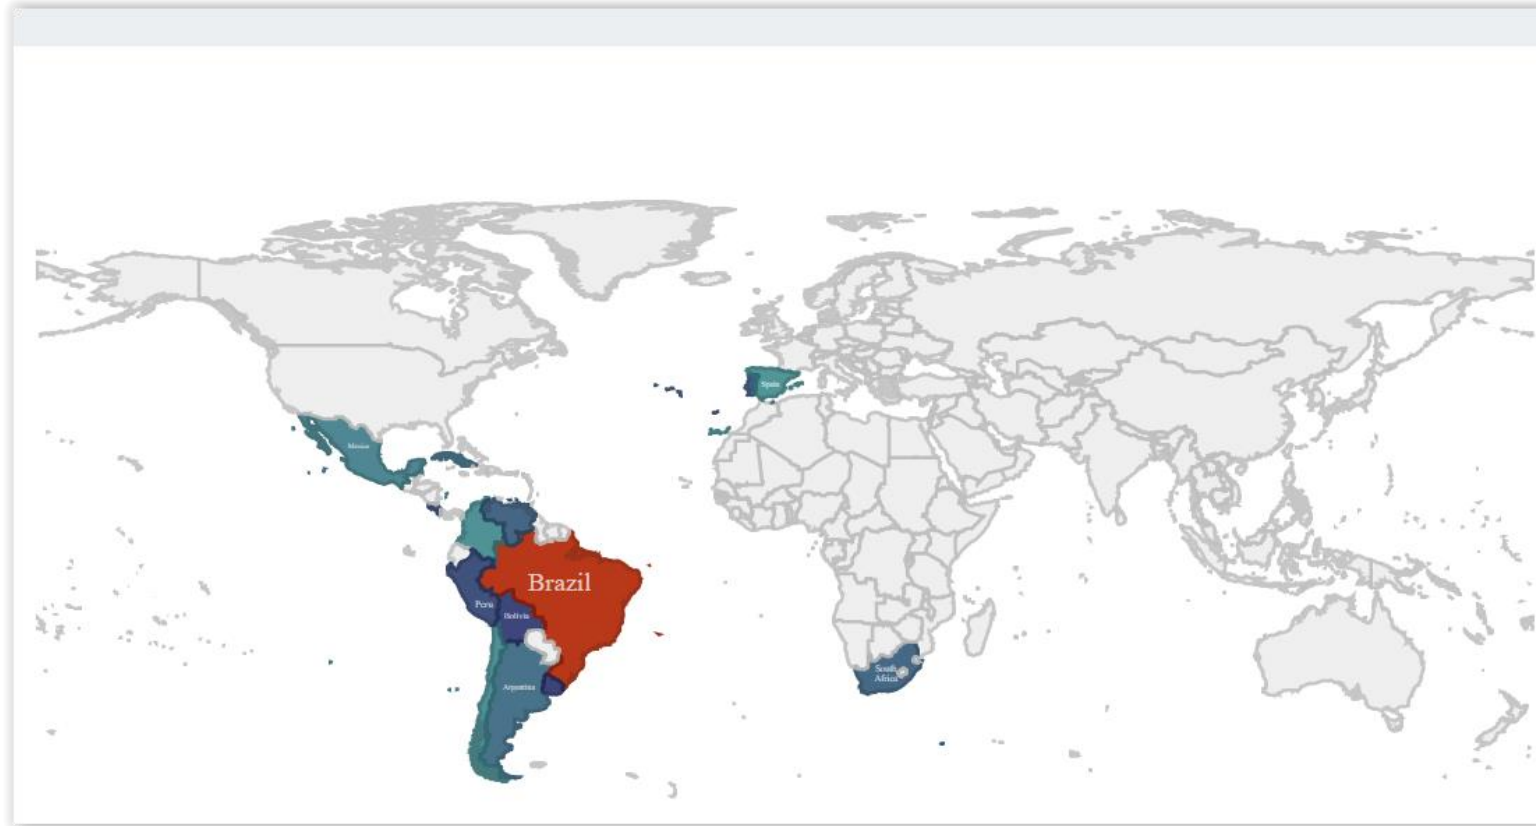 Spain
Mexico
Brazil
Peru
Bolivia
South
Africa
Argentina